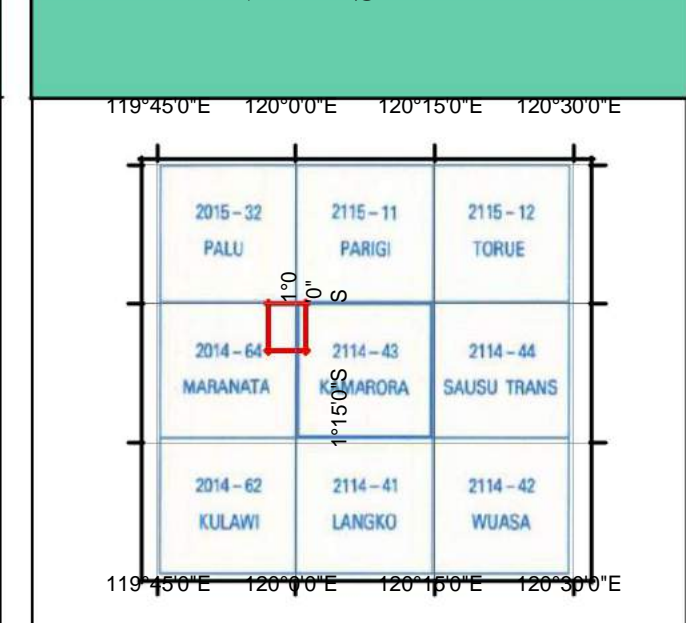 119°45'0"E 120°0'0"E 120°15'0"E 120°30'0"E
2015-32 2115-11 2115-12
PALU PARIGI TORUE
1°0'0"S
2014-64 2114-43 2114-44
MARANATA KAMARORA SAUSU TRANS
1°15'0"S
2014-62 2114-41 2114-42
KULAWI LANGKO WUASA
119°45'0"E 120°0'0"E 120°15'0"E 120°30'0"E